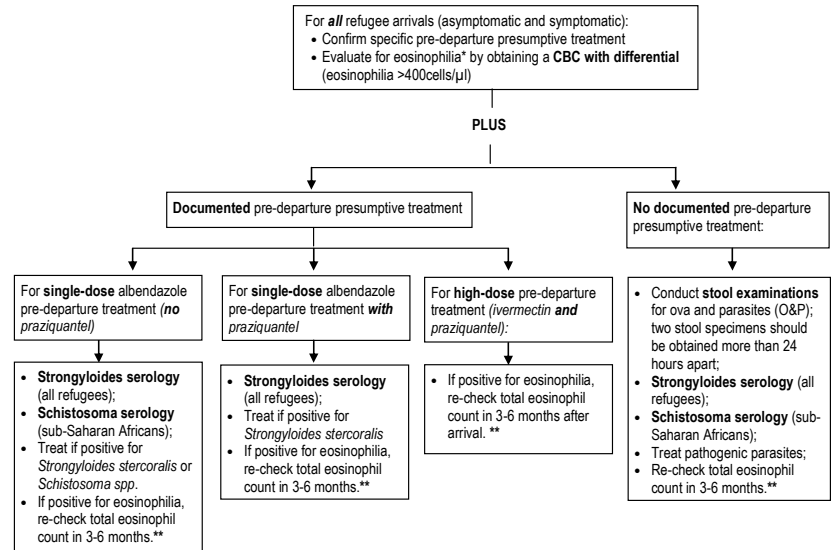 For all refugee arrivals (asymptomatic and symptomatic):
• Confirm specific pre-departure presumptive treatment
• Evaluate for eosinophilia* by obtaining a CBC with differential
(eosinophilia >400cells/µl)
PLUS
Documented pre-departure presumptive treatment
No documented pre-departure
presumptive treatment:
For single-dose albendazole
pre-departure treatment (no
praziquantel)
For single-dose albendazole
pre-departure treatment with
praziquantel
For high-dose pre-departure
treatment (ivermectin and
praziquantel):
• Strongyloides serology
(all refugees);
• Schistosoma serology
(sub-Saharan Africans);
• Treat if positive for
Strongyloides stercoralis or
Schistosoma spp.
• If positive for eosinophilia,
re-check total eosinophil
count in 3-6 months.**
• Strongyloides serology
(all refugees);
• Treat if positive for
Strongyloides stercoralis
• If positive for eosinophilia,
re-check total eosinophil
count in 3-6 months.**
• If positive for eosinophilia,
re-check total eosinophil
count in 3-6 months after
arrival. **
• Conduct stool examinations
for ova and parasites (O&P);
two stool specimens should
be obtained more than 24
hours apart;
• Strongyloides serology (all
refugees);
• Schistosoma serology (sub-
Saharan Africans);
• Treat pathogenic parasites;
• Re-check total eosinophil
count in 3-6 months.**